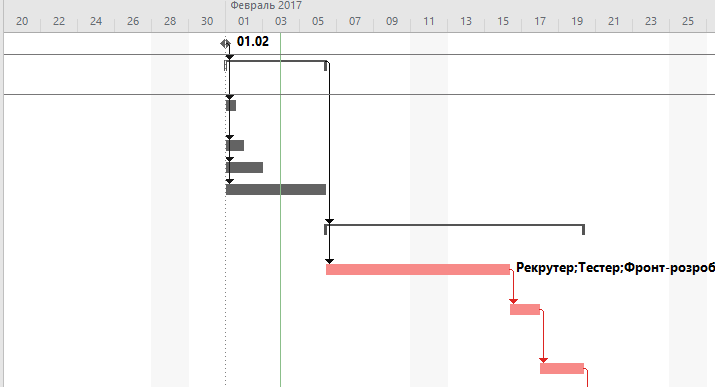 Февраль 2017
20 22 24 26 28 30 01 03 05 07 09 11 13 15 17 19 21 23 25
01.02
Рекрутер;Тестер;Фронт-розроб